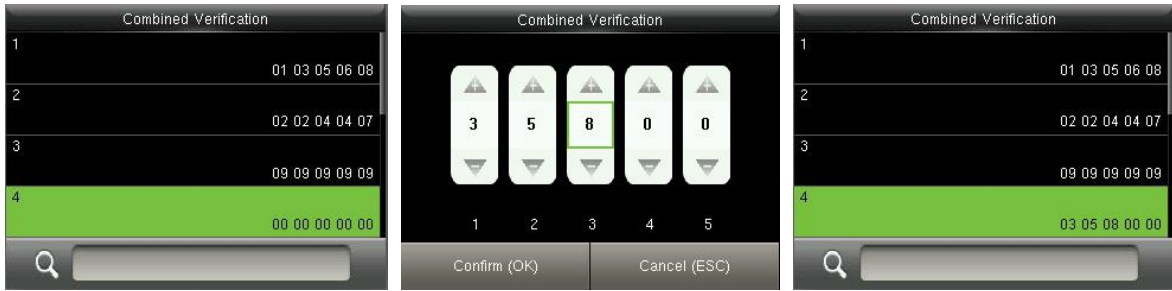 Combined Verification
1
01 03 05 06 08
2
02 02 04 04 07
3
09 09 09 09 09
4
00 00 00 00 00
Combined Verification
3 5 8 0 0
1 2 3 4 5
Confirm (OK) Cancel (ESC)
Combined Verification
1
01 03 05 06 08
2
02 02 04 04 07
3
09 09 09 09 09
4
03 05 08 00 00